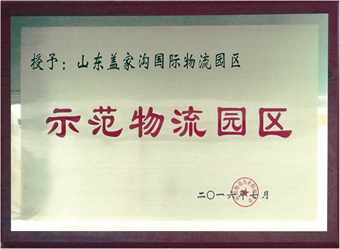 授予：山东盖家沟国际物流园区
示范物流园区
二〇一六年七月